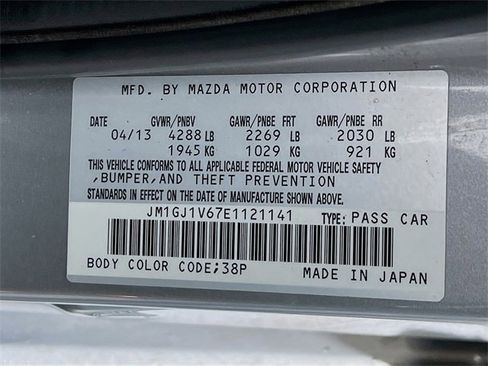 MFD. BY MAZDA MOTOR CORPORATION
DATE GVWR/PNBV GAWR/PNBE FRT GAWR/PNBE RR
04/13 4288 LB 2269 LB 2030 LB
1945 KG 1029 KG 921 KG
THIS VEHICLE CONFORMS TO ALL APPLICABLE FEDERAL MOTOR VEHICLE SAFETY
,BUMPER,AND THEFT PREVENTION
STANDARDS IN EFFECT ON THE DATE OF MANUFACTURE SHOWN ABOVE.
JM1GJ1V67E1121141 TYPE: PASS CAR
BODY COLOR CODE;38P MADE IN JAPAN